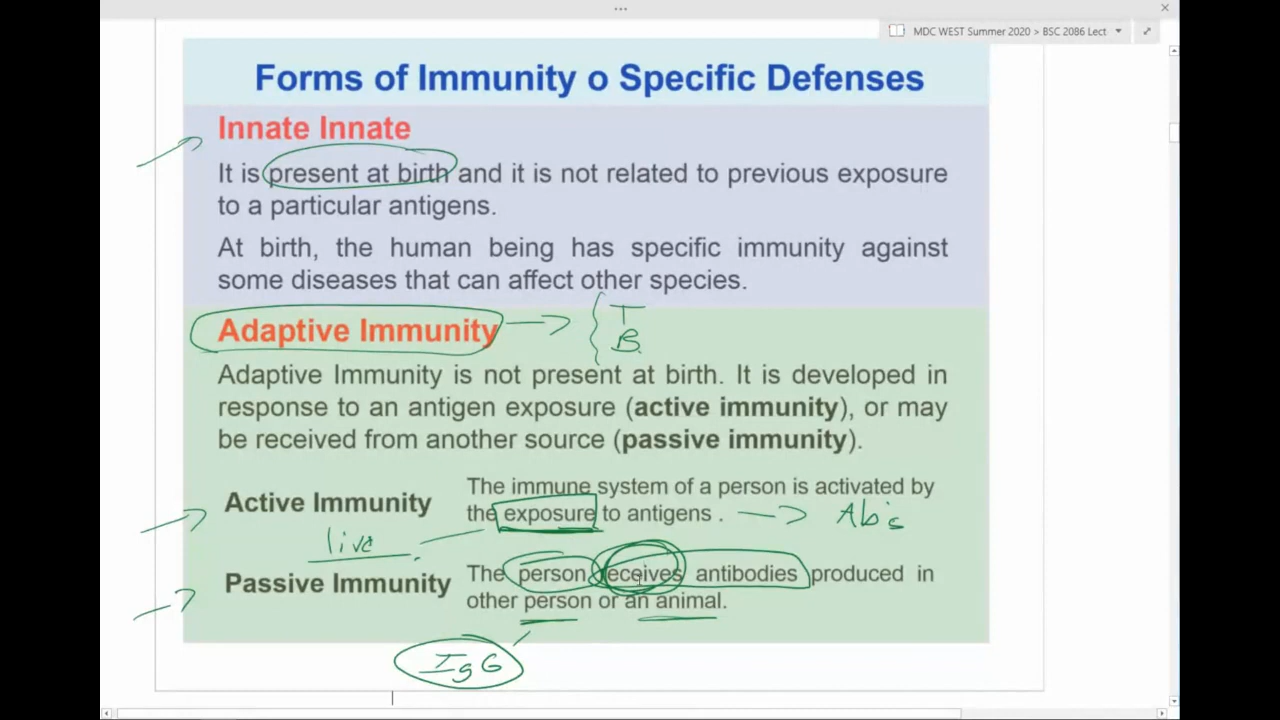 MDC WEST Summer 2020 > BSC 2086 Lect
Forms of Immunity o Specific Defenses
Innate Innate
It is present at birth and it is not related to previous exposure
to a particular antigens.
At birth, the human being has specific immunity against
some diseases that can affect other species.
Adaptive Immunity
T
B
Adaptive Immunity is not present at birth. It is developed in
response to an antigen exposure (active immunity), or may
be received from another source (passive immunity).
Active Immunity
The immune system of a person is activated by
the exposure to antigens .
Ab's
live
Passive Immunity
The person receives antibodies produced in
other person or an animal.
IgG